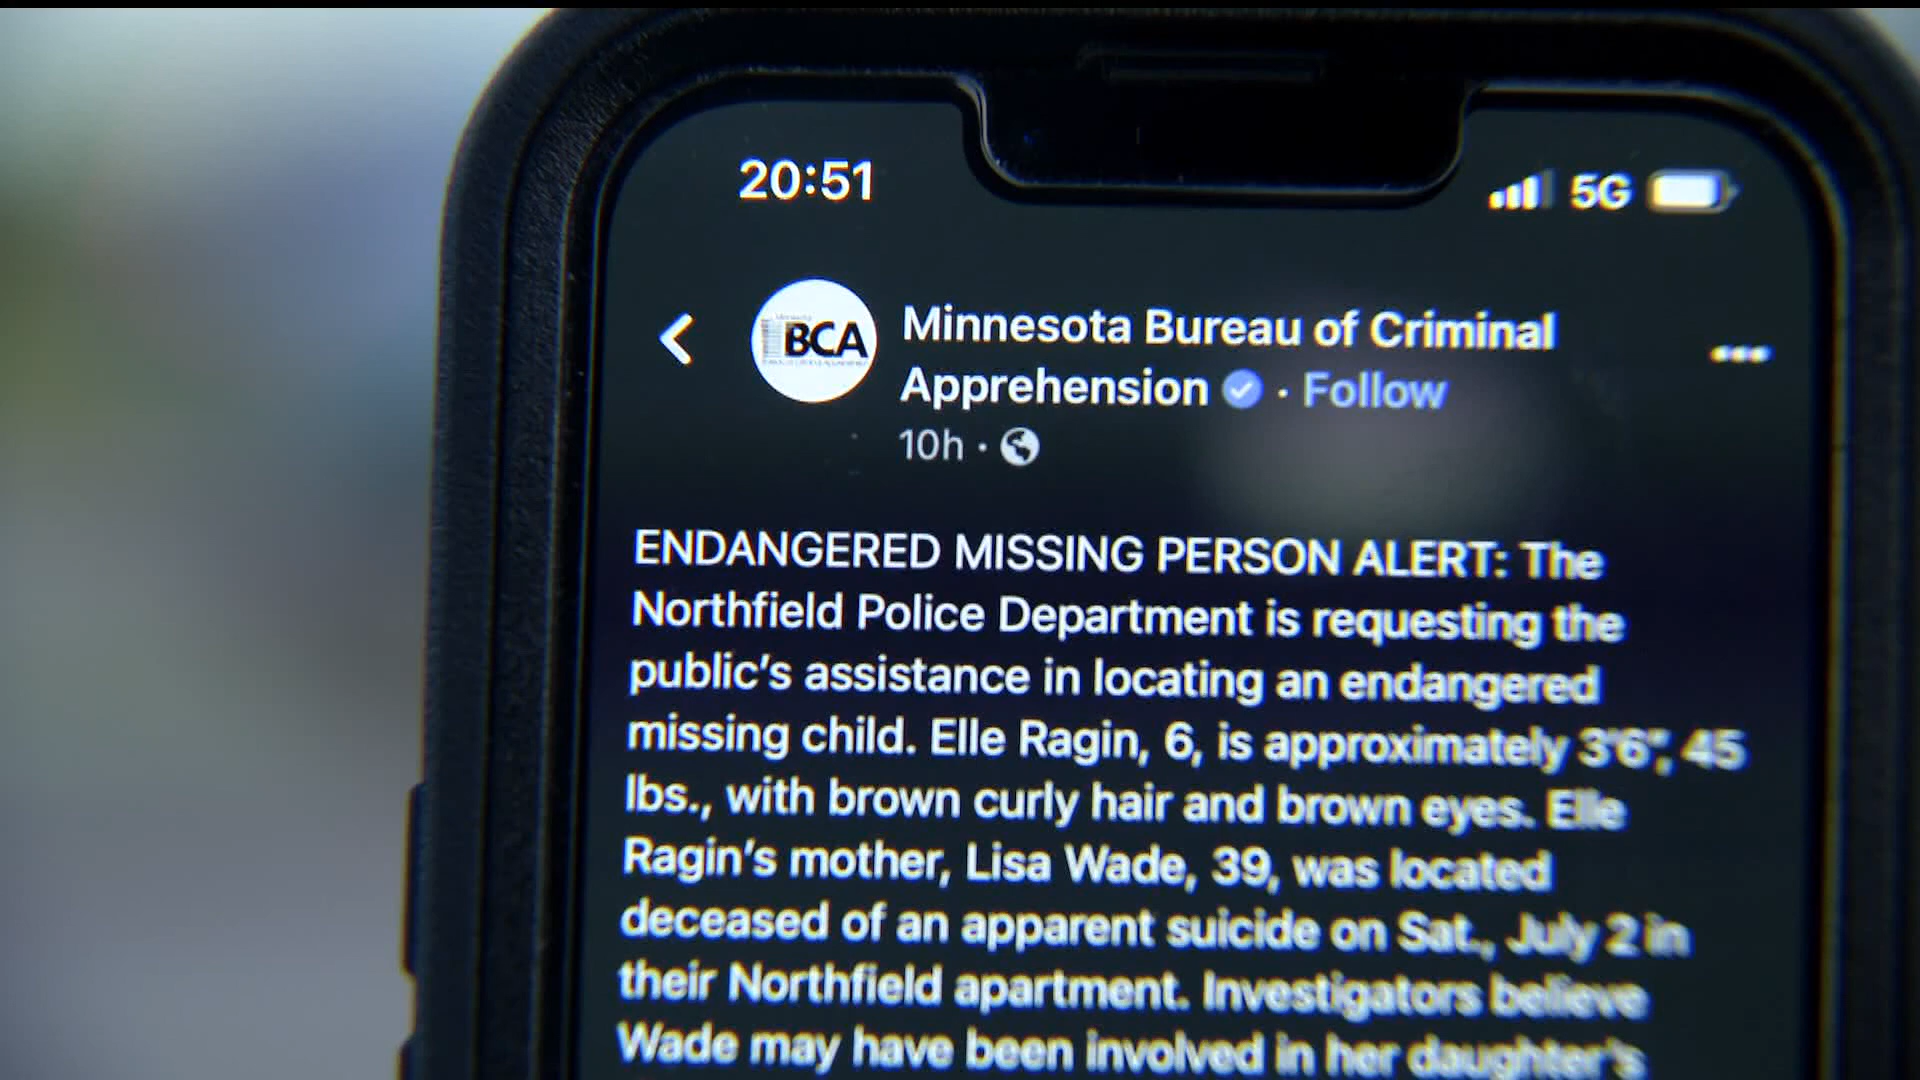 20:51
5G
BCA
Minnesota Bureau of Criminal
Apprehension · Follow
10h ·
ENDANGERED MISSING PERSON ALERT: The
Northfield Police Department is requesting the
public's assistance in locating an endangered
missing child. Elle Ragin, 6, is approximately 3'6", 45
lbs., with brown curly hair and brown eyes. Elle
Ragin's mother, Lisa Wade, 39, was located
deceased of an apparent suicide on Sat., July 2 in
their Northfield apartment. Investigators believe
Wade may have been involved in her daughter's